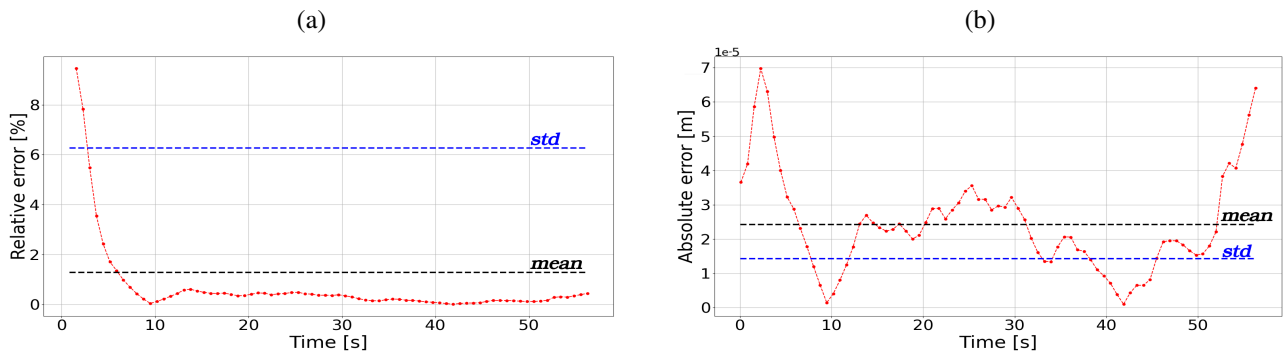 (a)
Relative error [%]
8
6
4
2
0
std
mean
0 10 20 30 40 50
Time [s]
(b)
1e-5
Absolute error [m]
7
6
5
4
3
2
1
0
mean
std
0 10 20 30 40 50
Time [s]